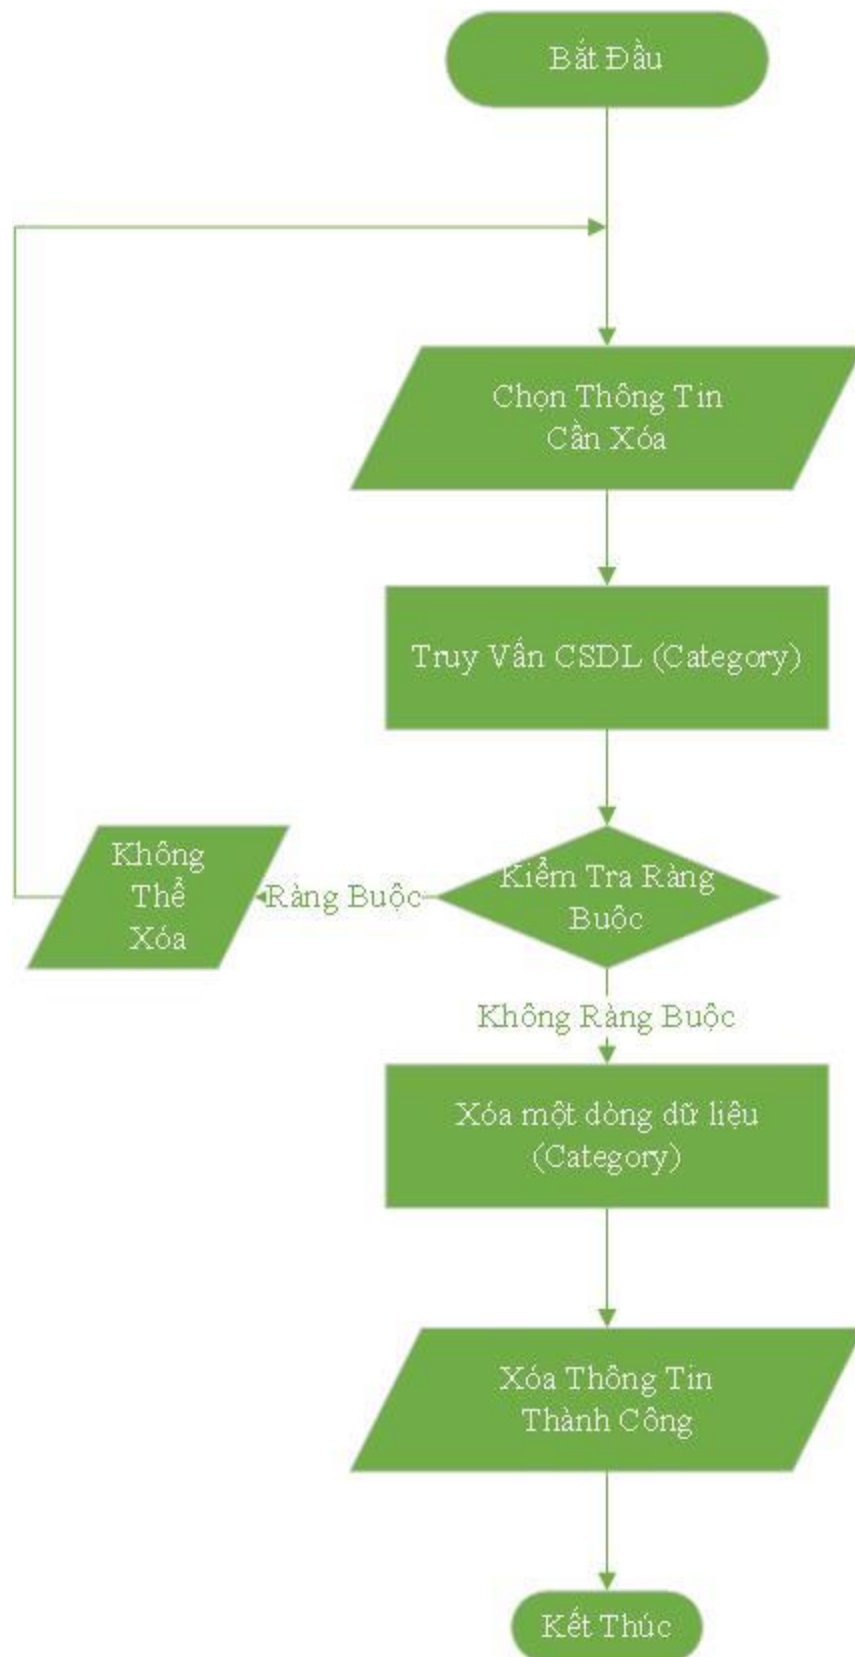 Bắt Đầu
Chọn Thông Tin
Cần Xóa
Truy Vấn CSDL (Category)
Kiểm Tra Ràng
Buộc
Ràng Buộc
Không
Thể
Xóa
Không Ràng Buộc
Xóa một dòng dữ liệu
(Category)
Xóa Thông Tin
Thành Công
Kết Thúc